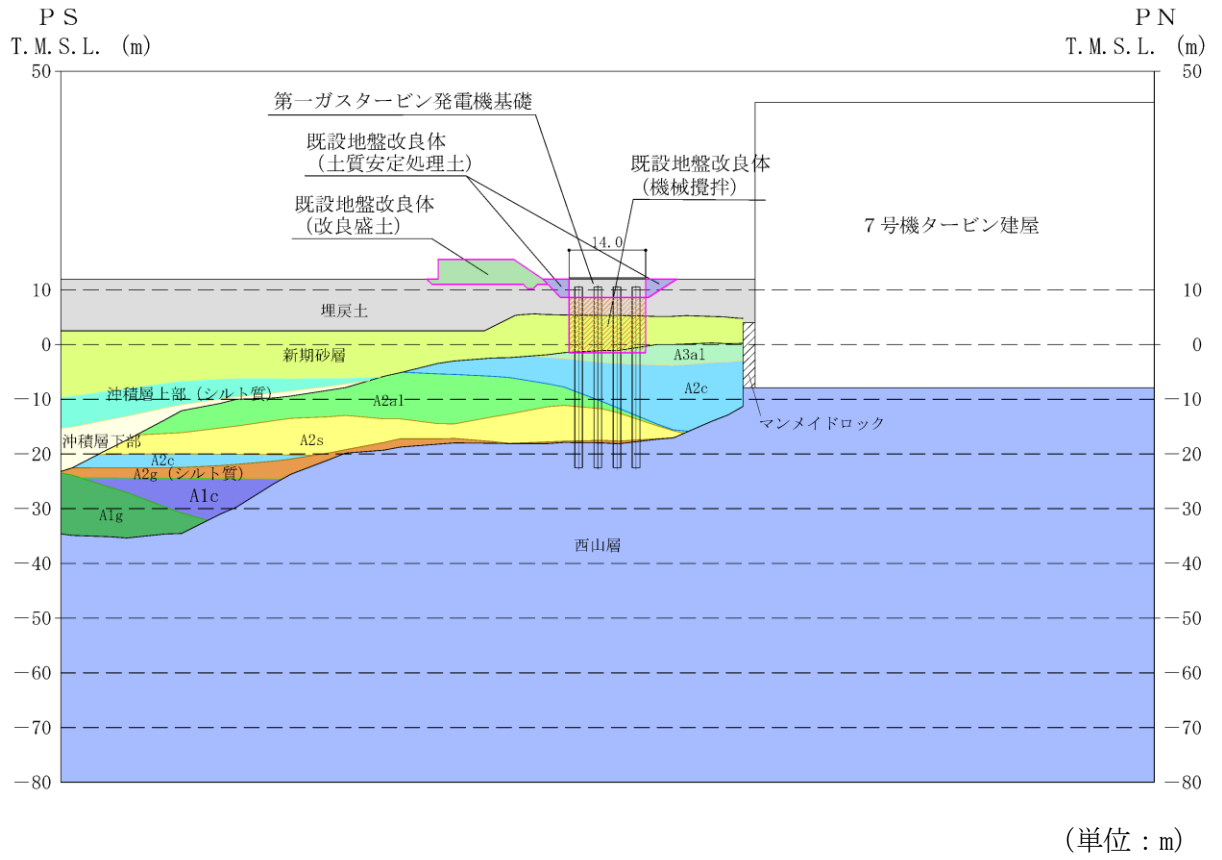 ＰＳ
T.M.S.L. (m)
ＰＮ
T.M.S.L. (m)
50
50
第一ガスタービン発電機基礎
既設地盤改良体
(土質安定処理土)
既設地盤改良体
(機械攪拌)
既設地盤改良体
(改良盛土)
７号機タービン建屋
14.0
10
10
埋戻土
0
0
新期砂層
A3al
沖積層上部（シルト質）
A2c
A2al
-10
-10
マンメイドロック
沖積層下部
A2s
A2c
-20
-20
A2g（シルト質）
A1c
-30
-30
A1g
西山層
-40
-40
-50
-50
-60
-60
-70
-70
-80
-80
(単位：m)